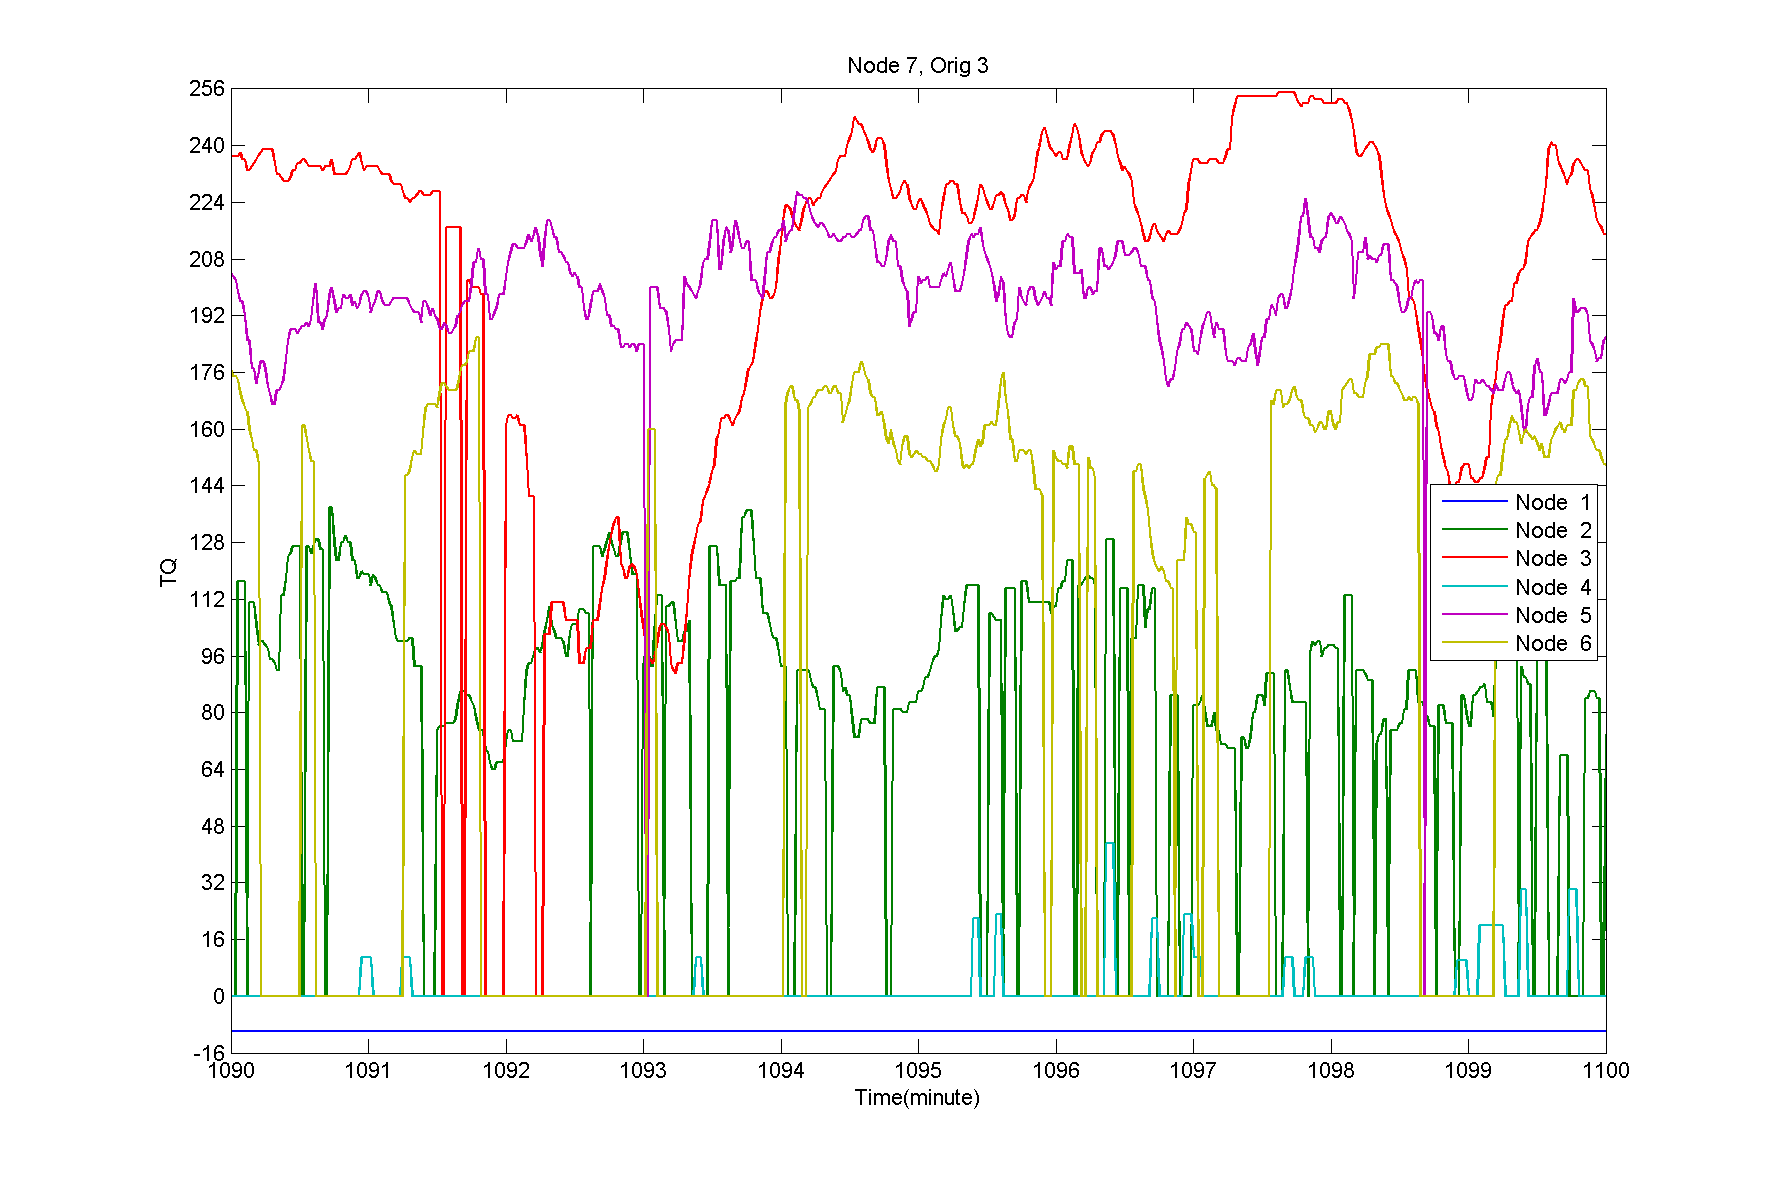 Node 7, Orig 3
256
240
224
208
192
176
160
144
128
112
96
80
64
48
32
16
0
-16
TQ
Node 1
Node 2
Node 3
Node 4
Node 5
Node 6
1090 1091 1092 1093 1094 1095 1096 1097 1098 1099 1100
Time(minute)